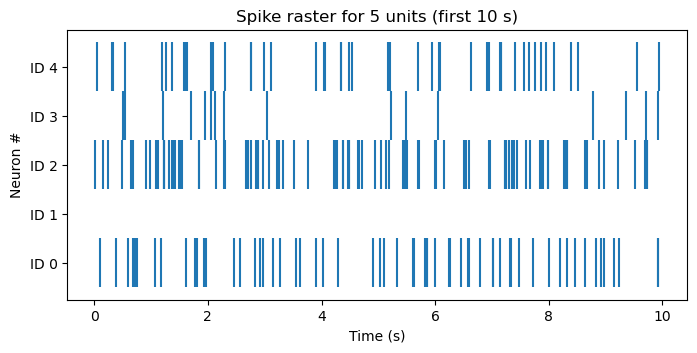 Spike raster for 5 units (first 10 s)
ID 4
ID 3
ID 2
ID 1
ID 0
Neuron #
0 2 4 6 8 10
Time (s)